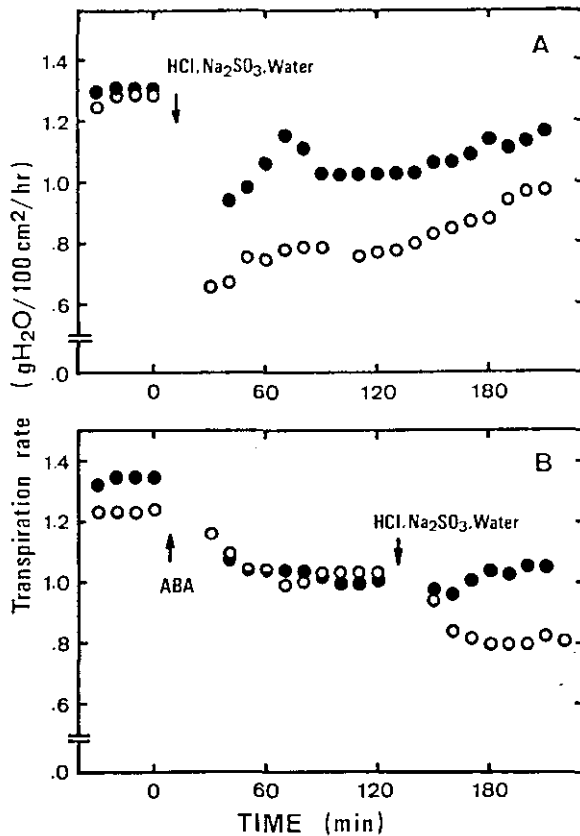 A
HCl.Na₂SO₃.Water
1.4
1.2
1.0
.8
.6
.0
0 60 120 180
Transpiration rate (gH₂O/100cm²/hr)
B
HCl.Na₂SO₃.Water
ABA
1.4
1.2
1.0
.8
.6
.0
0 60 120 180
TIME (min)